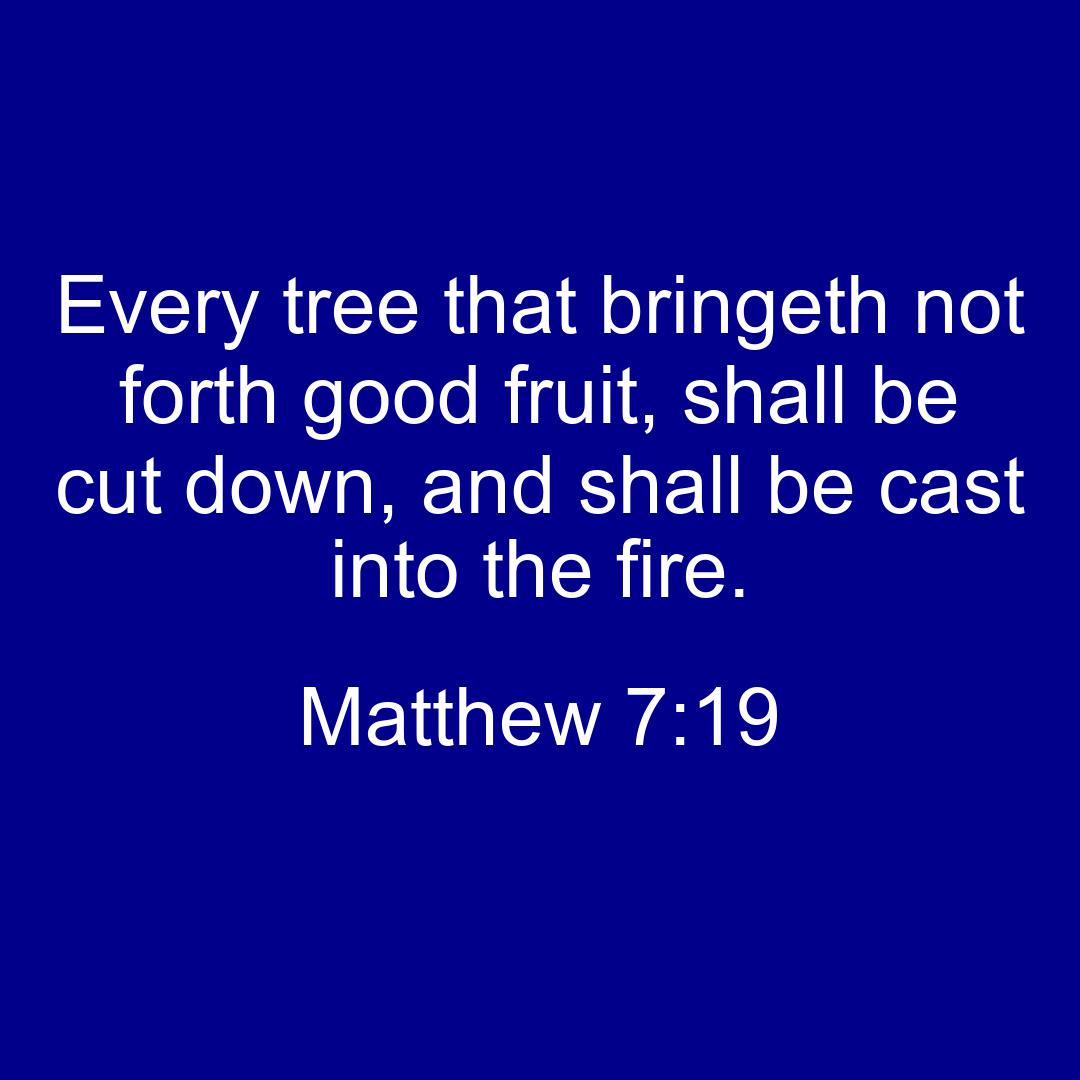 Every tree that bringeth not
forth good fruit, shall be
cut down, and shall be cast
into the fire.
Matthew 7:19